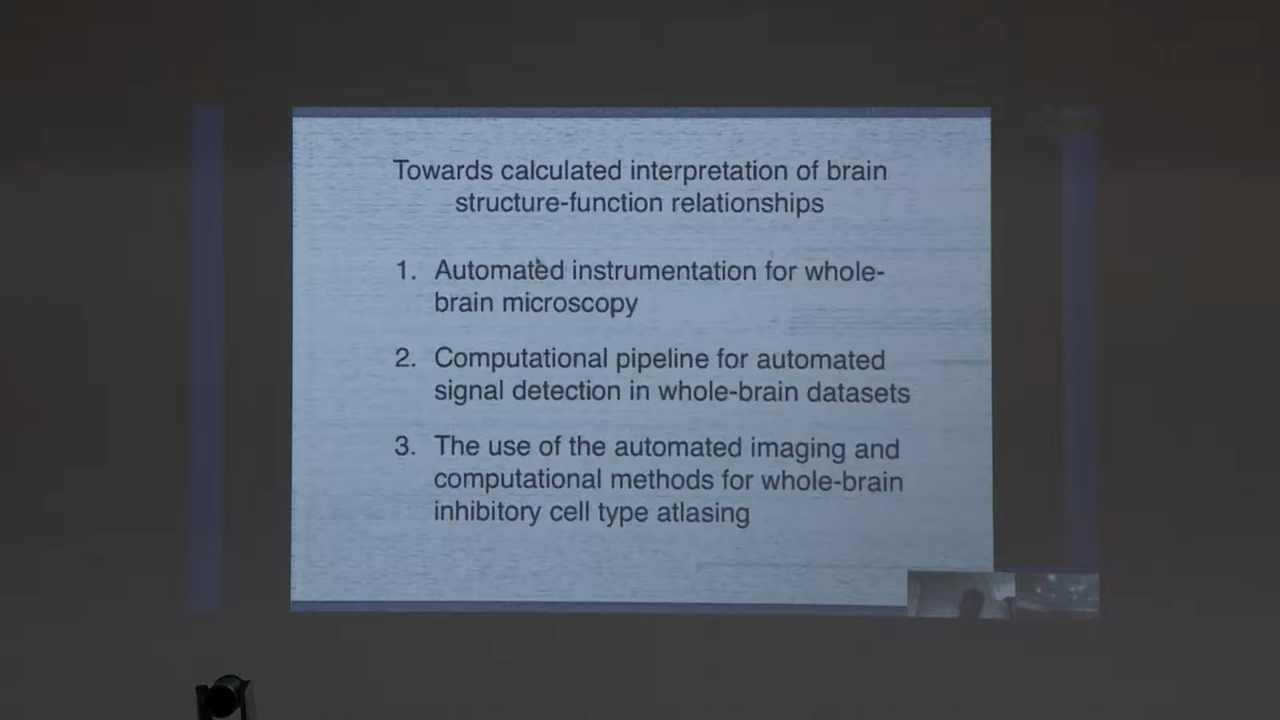 Towards calculated interpretation of brain
structure-function relationships
1. Automated instrumentation for whole-
brain microscopy
2. Computational pipeline for automated
signal detection in whole-brain datasets
3. The use of the automated imaging and
computational methods for whole-brain
inhibitory cell type atlasing